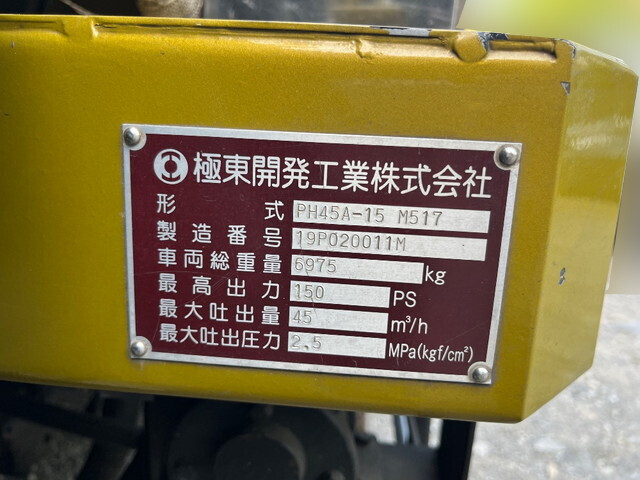 極東開発工業株式会社
形式 PH45A-15 M517
製造番号 19P020011M
車両総重量 6975 kg
最高出力 150 PS
最大吐出量 45 m³/h
最大吐出圧力 2.5 MPa(kgf/cm²)